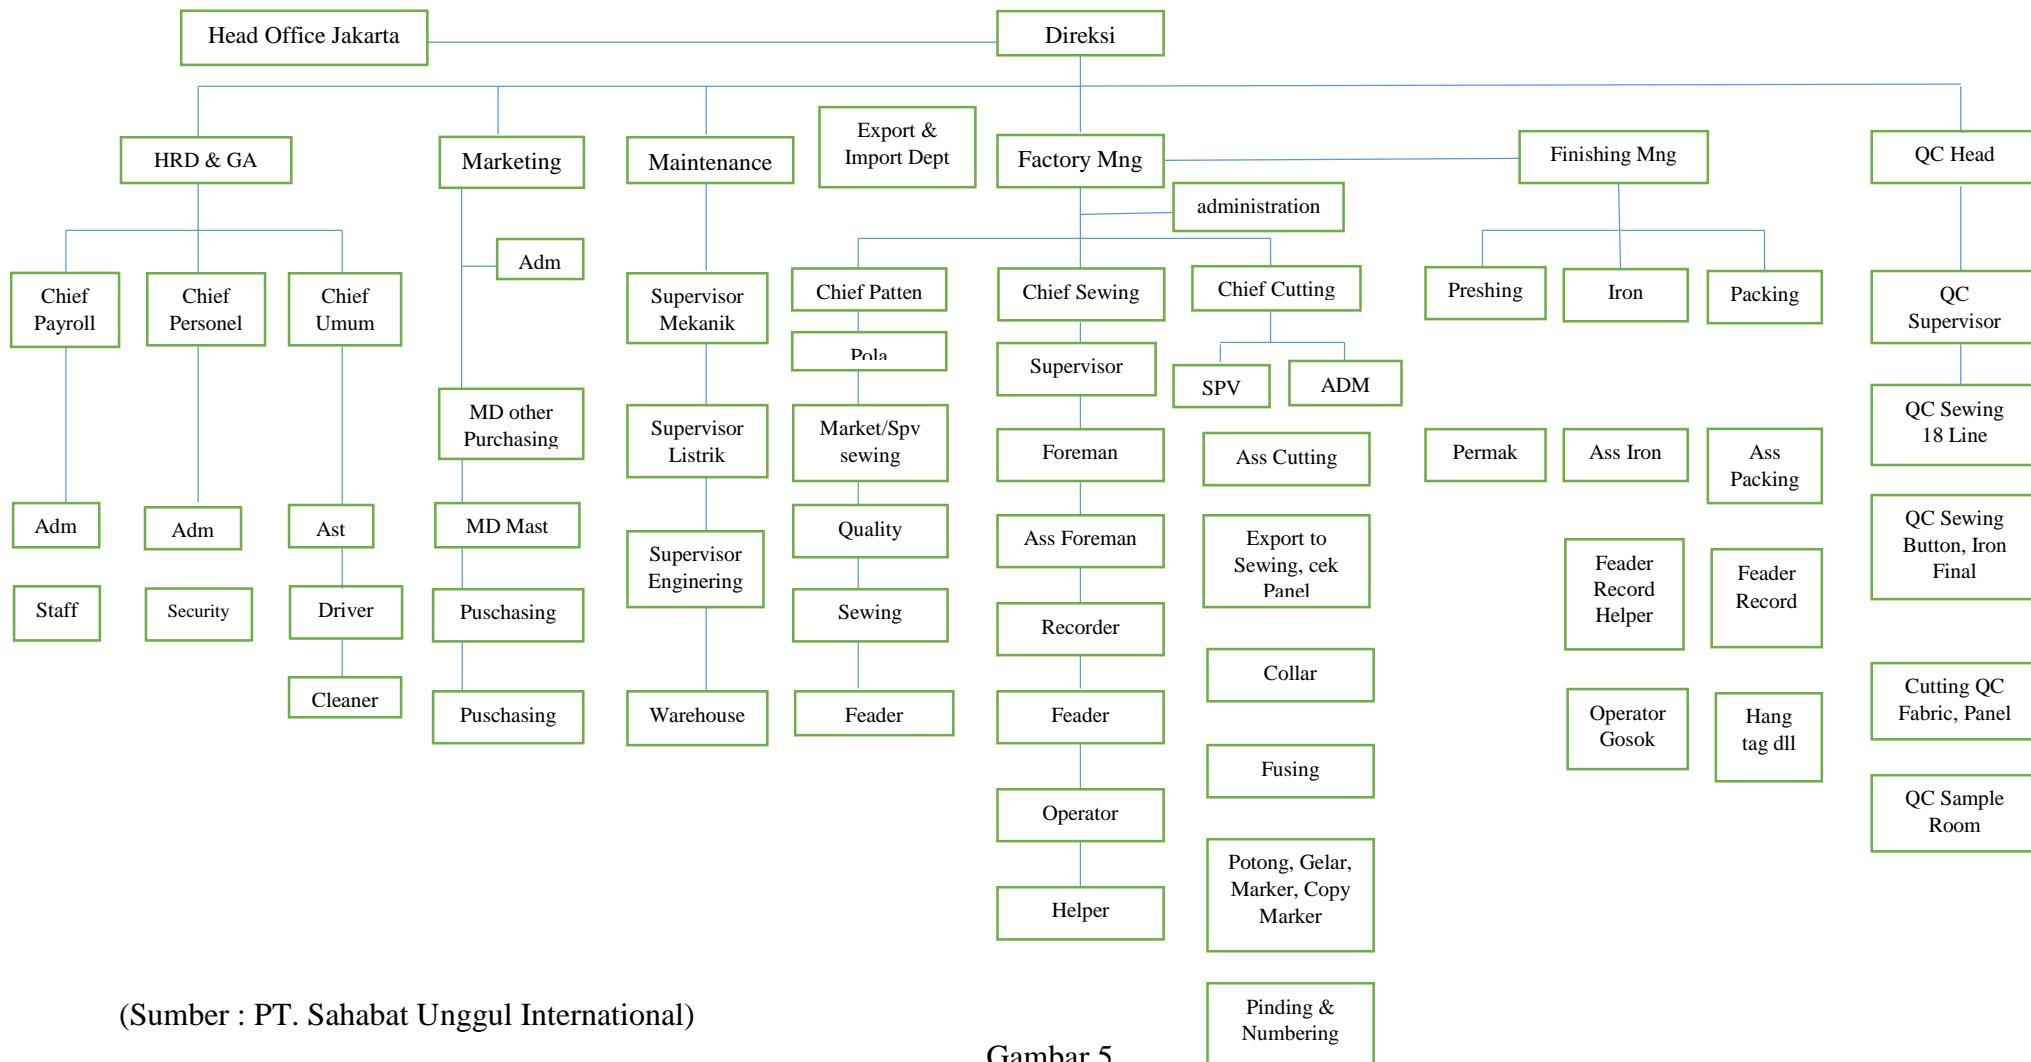 Head Office Jakarta
Direksi
HRD & GA
Marketing
Maintenance
Export &
Import Dept
Factory Mng
Finishing Mng
QC Head
administration
Adm
Chief
Payroll
Chief
Personel
Chief
Umum
Supervisor
Mekanik
Chief Patten
Chief Sewing
Chief Cutting
Preshing
Iron
Packing
QC
Supervisor
Pola
Supervisor
SPV
ADM
MD other
Purchasing
Supervisor
Listrik
Market/Spv
sewing
Foreman
Ass Cutting
Permak
Ass Iron
Ass
Packing
QC Sewing
18 Line
Adm
Adm
Ast
MD Mast
Supervisor
Enginering
Quality
Ass Foreman
Export to
Sewing, cek
Panel
Feader
Record
Helper
Feader
Record
QC Sewing
Button, Iron
Final
Staff
Security
Driver
Puschasing
Sewing
Recorder
Collar
Cleaner
Puschasing
Warehouse
Feader
Feader
Operator
Gosok
Hang
tag dll
Cutting QC
Fabric, Panel
Fusing
Operator
QC Sample
Room
Potong, Gelar,
Marker, Copy
Marker
Helper
Pinding &
Numbering
(Sumber : PT. Sahabat Unggul International)
Gambar 5